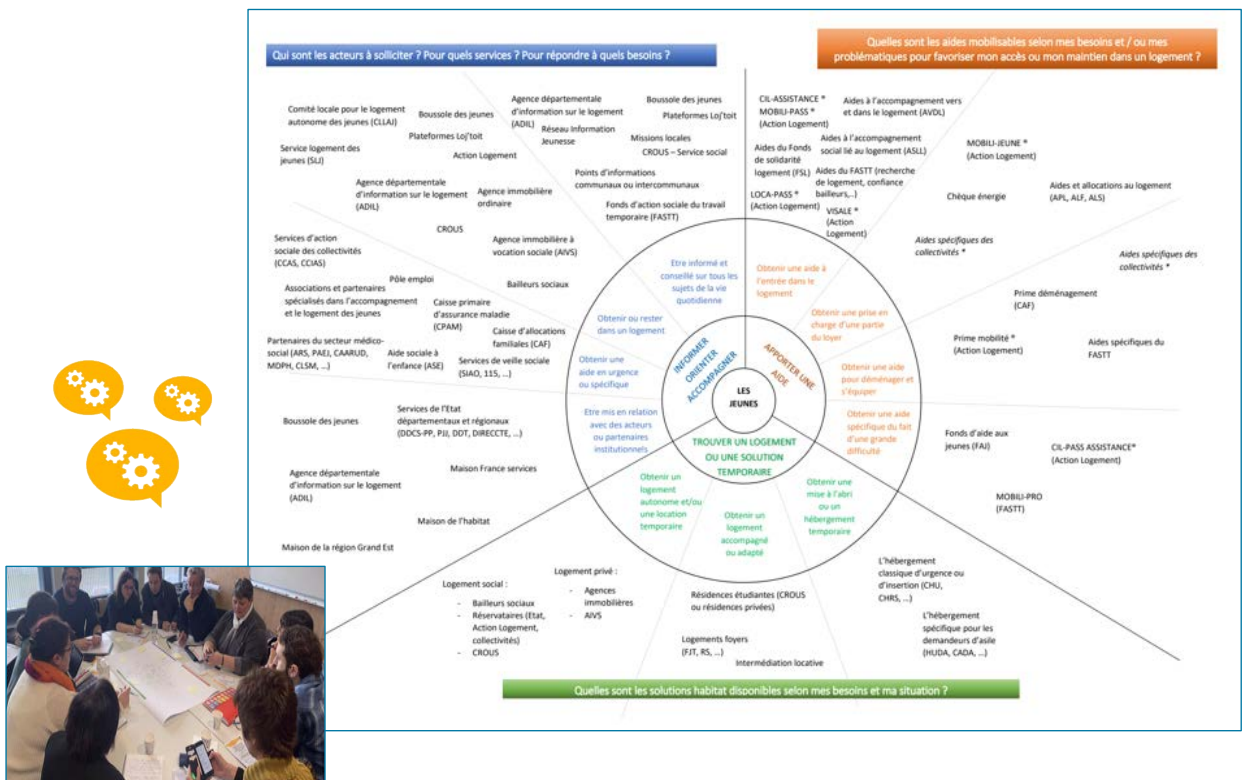 Qui sont les acteurs à solliciter ? Pour quels services ? Pour répondre à quels besoins ?
Quelles sont les aides mobilisables selon mes besoins et / ou mes
problématiques pour favoriser mon accès ou mon maintien dans un logement ?
Comité locale pour le logement
autonome des jeunes (CLLAJ)
Boussole des jeunes
Agence départementale
d'information sur le logement
(ADIL)
Boussole des jeunes
Plateformes Loj'toit
Plateformes Loj'toit
Réseau Information
Jeunesse
Missions locales
CROUS – Service social
Service logement des
jeunes (SLJ)
Action Logement
Points d'informations
communaux ou intercommunaux
Agence départementale
d'information sur le logement
(ADIL)
Agence immobilière
ordinaire
Fonds d'action sociale du travail
temporaire (FASTT)
CROUS
Services d'action
sociale des collectivités
(CCAS, CCIAS)
Agence immobilière à
vocation sociale (AIVS)
Pôle emploi
Bailleurs sociaux
Associations et partenaires
spécialisés dans l'accompagnement
et le logement des jeunes
Caisse primaire
d'assurance maladie
(CPAM)
Caisse d'allocations
familiales (CAF)
Partenaires du secteur médico-
social (ARS, PAEJ, CAARUD,
MDPH, CLSM, ...)
Aide sociale à
l'enfance (ASE)
Services de veille sociale
(SIAO, 115, ...)
Boussole des jeunes
Services de l'Etat
départementaux et régionaux
(DDCS-PP, PJJ, DDT, DIRECCTE, ...)
Maison France services
Agence départementale
d'information sur le logement
(ADIL)
Maison de l'habitat
Maison de la région Grand Est
CIL-ASSISTANCE *
MOBILI-PASS *
(Action Logement)
Aides à l'accompagnement vers
et dans le logement (AVDL)
Aides du Fonds
de solidarité
logement (FSL)
Aides à l'accompagnement
social lié au logement (ASLL)
MOBILI-JEUNE *
(Action Logement)
Aides du FASTT (recherche
de logement, confiance
bailleurs,..)
LOCA-PASS *
(Action Logement)
VISALE *
(Action
Logement)
Chèque énergie
Aides et allocations au logement
(APL, ALF, ALS)
Aides spécifiques des
collectivités *
Aides spécifiques des
collectivités *
Prime déménagement
(CAF)
Prime mobilité *
(Action Logement)
Aides spécifiques du
FASTT
Fonds d'aide aux
jeunes (FAJ)
CIL-PASS ASSISTANCE*
(Action Logement)
MOBILI-PRO
(FASTT)
Etre informé et
conseillé sur tous les
sujets de la vie
quotidienne
Obtenir ou rester
dans un logement
Obtenir une
aide en urgence
ou spécifique
Etre mis en relation
avec des acteurs
ou partenaires
institutionnels
INFORMER
ORIENTER
ACCOMPAGNER
Obtenir une aide à
l'entrée dans le
logement
Obtenir une prise en
charge d'une partie
du loyer
Obtenir une aide
pour déménager et
s'équiper
Obtenir une aide
spécifique du fait
d'une grande
difficulté
APPORTER UNE
AIDE
LES
JEUNES
TROUVER UN LOGEMENT
OU UNE SOLUTION
TEMPORAIRE
Obtenir un
logement
autonome et/ou
une location
temporaire
Obtenir un
logement
accompagné
ou adapté
Obtenir une
mise à l'abri
ou un
hébergement
temporaire
Logement social :
- Bailleurs sociaux
- Réservataires (Etat,
Action Logement,
collectivités)
- CROUS
Logement privé :
- Agences
immobilières
- AIVS
Résidences étudiantes (CROUS
ou résidences privées)
Logements foyers
(FJT, RS, ...)
Intermédiation locative
L'hébergement
classique d'urgence ou
d'insertion (CHU,
CHRS, ...)
L'hébergement
spécifique pour les
demandeurs d'asile
(HUDA, CADA, ...)
Quelles sont les solutions habitat disponibles selon mes besoins et ma situation ?